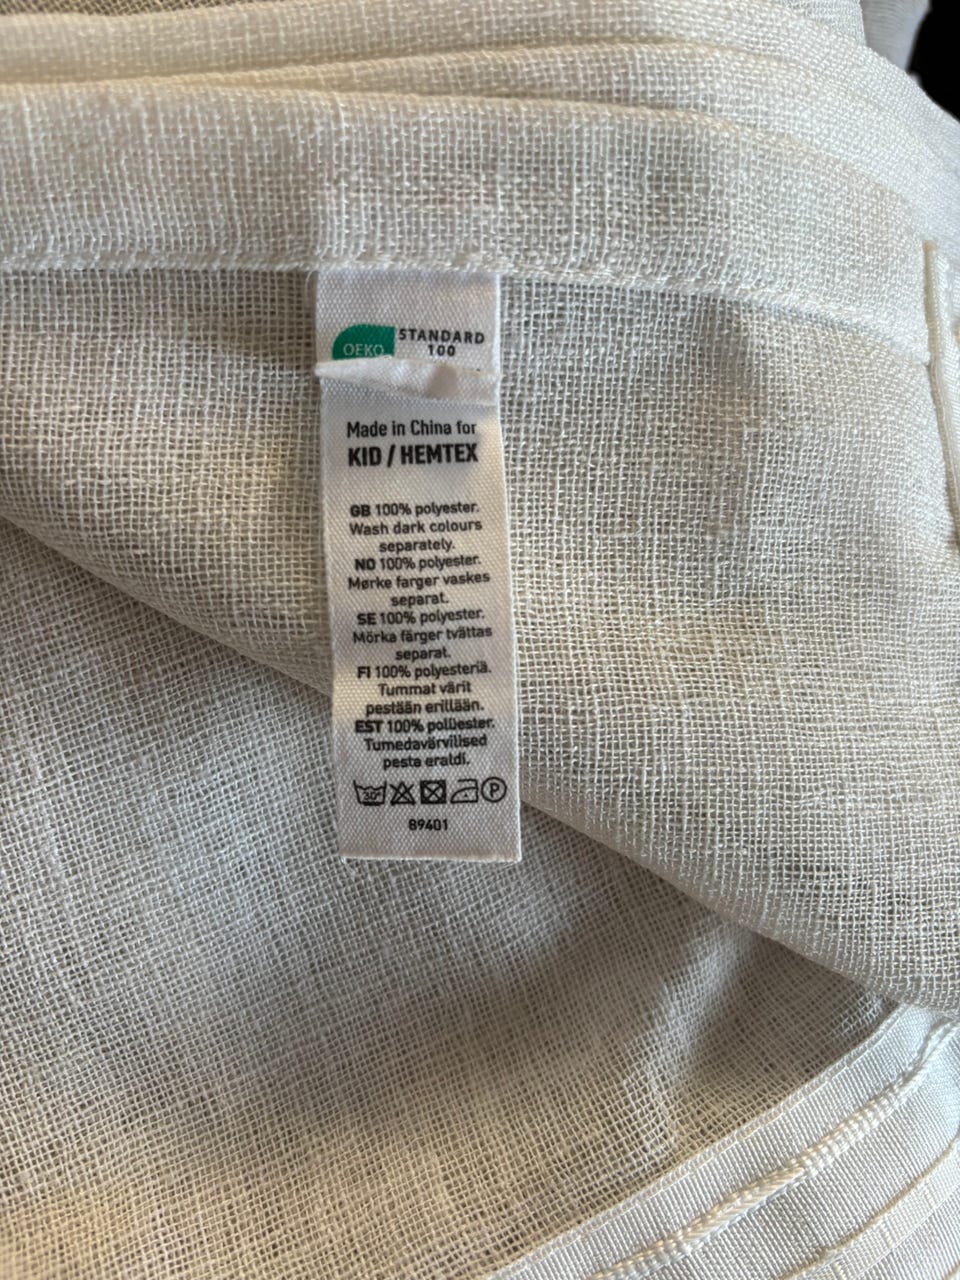 OEKO
STANDARD
100
Made in China for
KID / HEMTEX
GB 100% polyester.
Wash dark colours
separately.
NO 100% polyester.
Mørke farger vaskes
separat.
SE 100% polyester.
Mörka färger tvättas
separat.
FI 100% polyesteriä.
Tummat värit
pestään erillään.
EST 100% polüester.
Tumedavärvilised
pesta eraldi.
30° P
89401